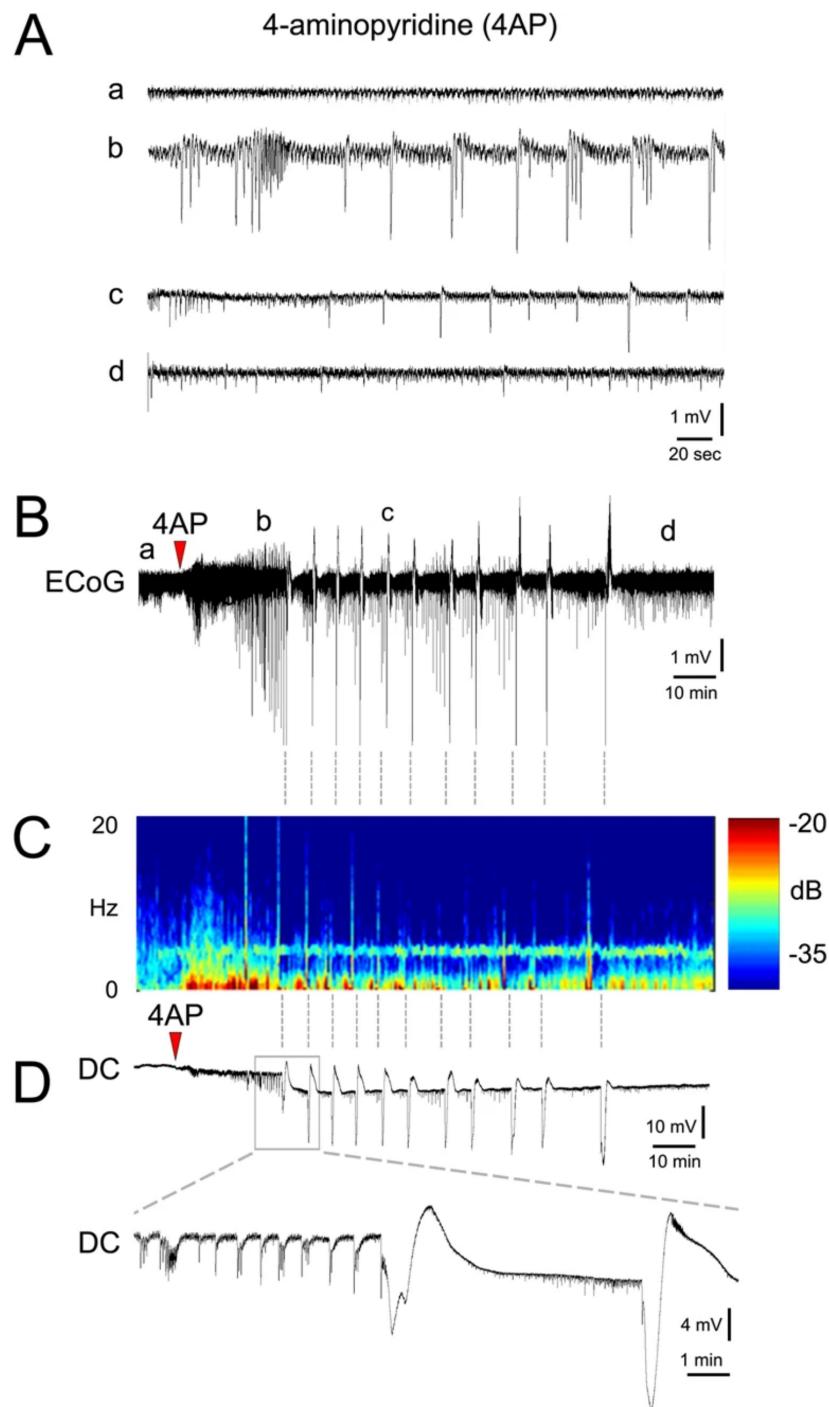 A
4-aminopyridine (4AP)
a
b
c
d
1 mV
20 sec
B
4AP
a
b
c
d
ECoG
1 mV
10 min
C
20
Hz
0
-20
dB
-35
4AP
D
DC
10 mV
10 min
DC
4 mV
1 min